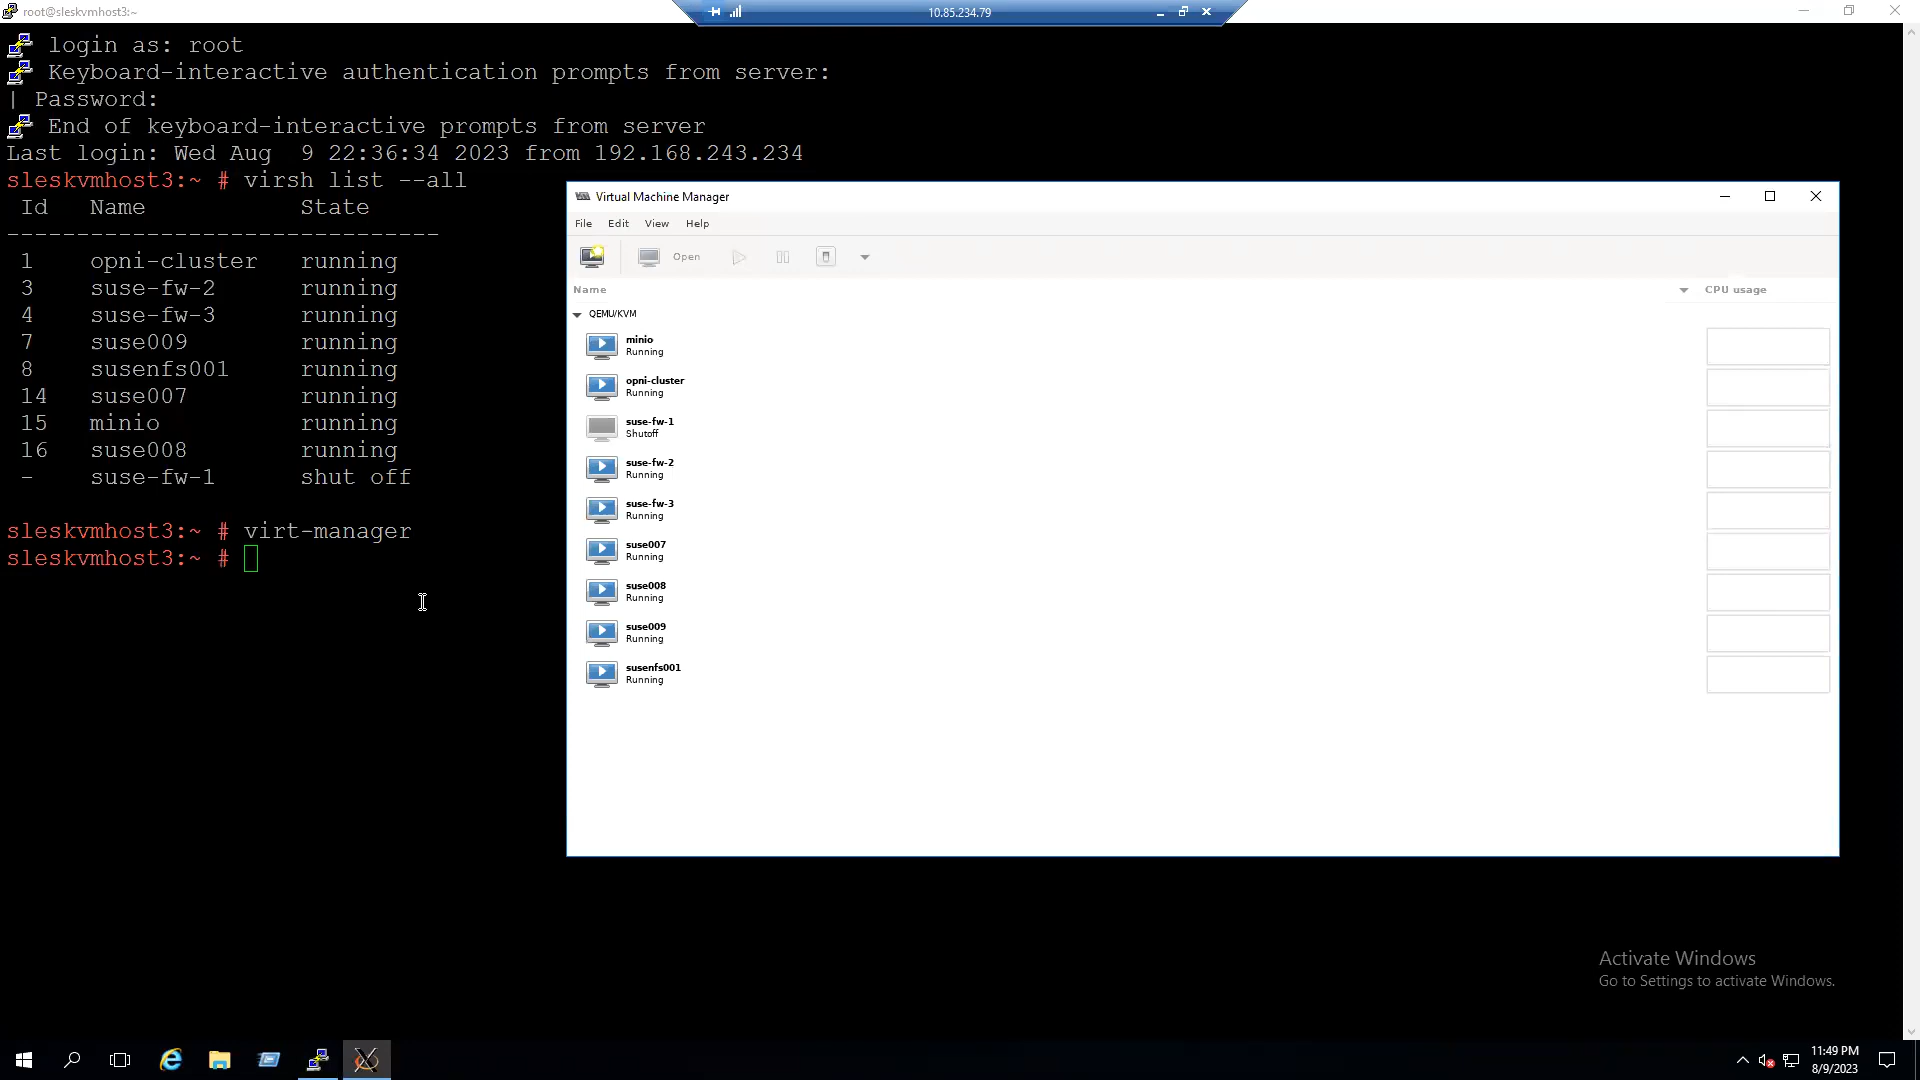 root@sleskvmhost3:~
10.85.234.79
login as: root
Keyboard-interactive authentication prompts from server:
| Password:
End of keyboard-interactive prompts from server
Last login: Wed Aug  9 22:36:34 2023 from 192.168.243.234
sleskvmhost3:~ # virsh list --all
Id   Name           State
-------------------------------
1    opni-cluster   running
3    suse-fw-2      running
4    suse-fw-3      running
7    suse009        running
8    susenfs001     running
14   suse007        running
15   minio          running
16   suse008        running
-    suse-fw-1      shut off
sleskvmhost3:~ # virt-manager
sleskvmhost3:~ #
Virtual Machine Manager
File Edit View Help
Open
Name CPU usage
QEMU/KVM
minio
Running
opni-cluster
Running
suse-fw-1
Shutoff
suse-fw-2
Running
suse-fw-3
Running
suse007
Running
suse008
Running
suse009
Running
susenfs001
Running
Activate Windows
Go to Settings to activate Windows.
11:49 PM
8/9/2023